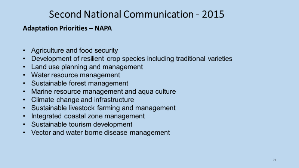 Second National Communication - 2015
Adaptation Priorities – NAPA
• Agriculture and food security
• Development of resilient crop species including traditional varieties
• Land use planning and management
• Water resource management
• Sustainable forest management
• Marine resource management and aqua culture
• Climate change and infrastructure
• Sustainable livestock farming and management
• Integrated coastal zone management
• Sustainable tourism development
• Vector and water borne disease management